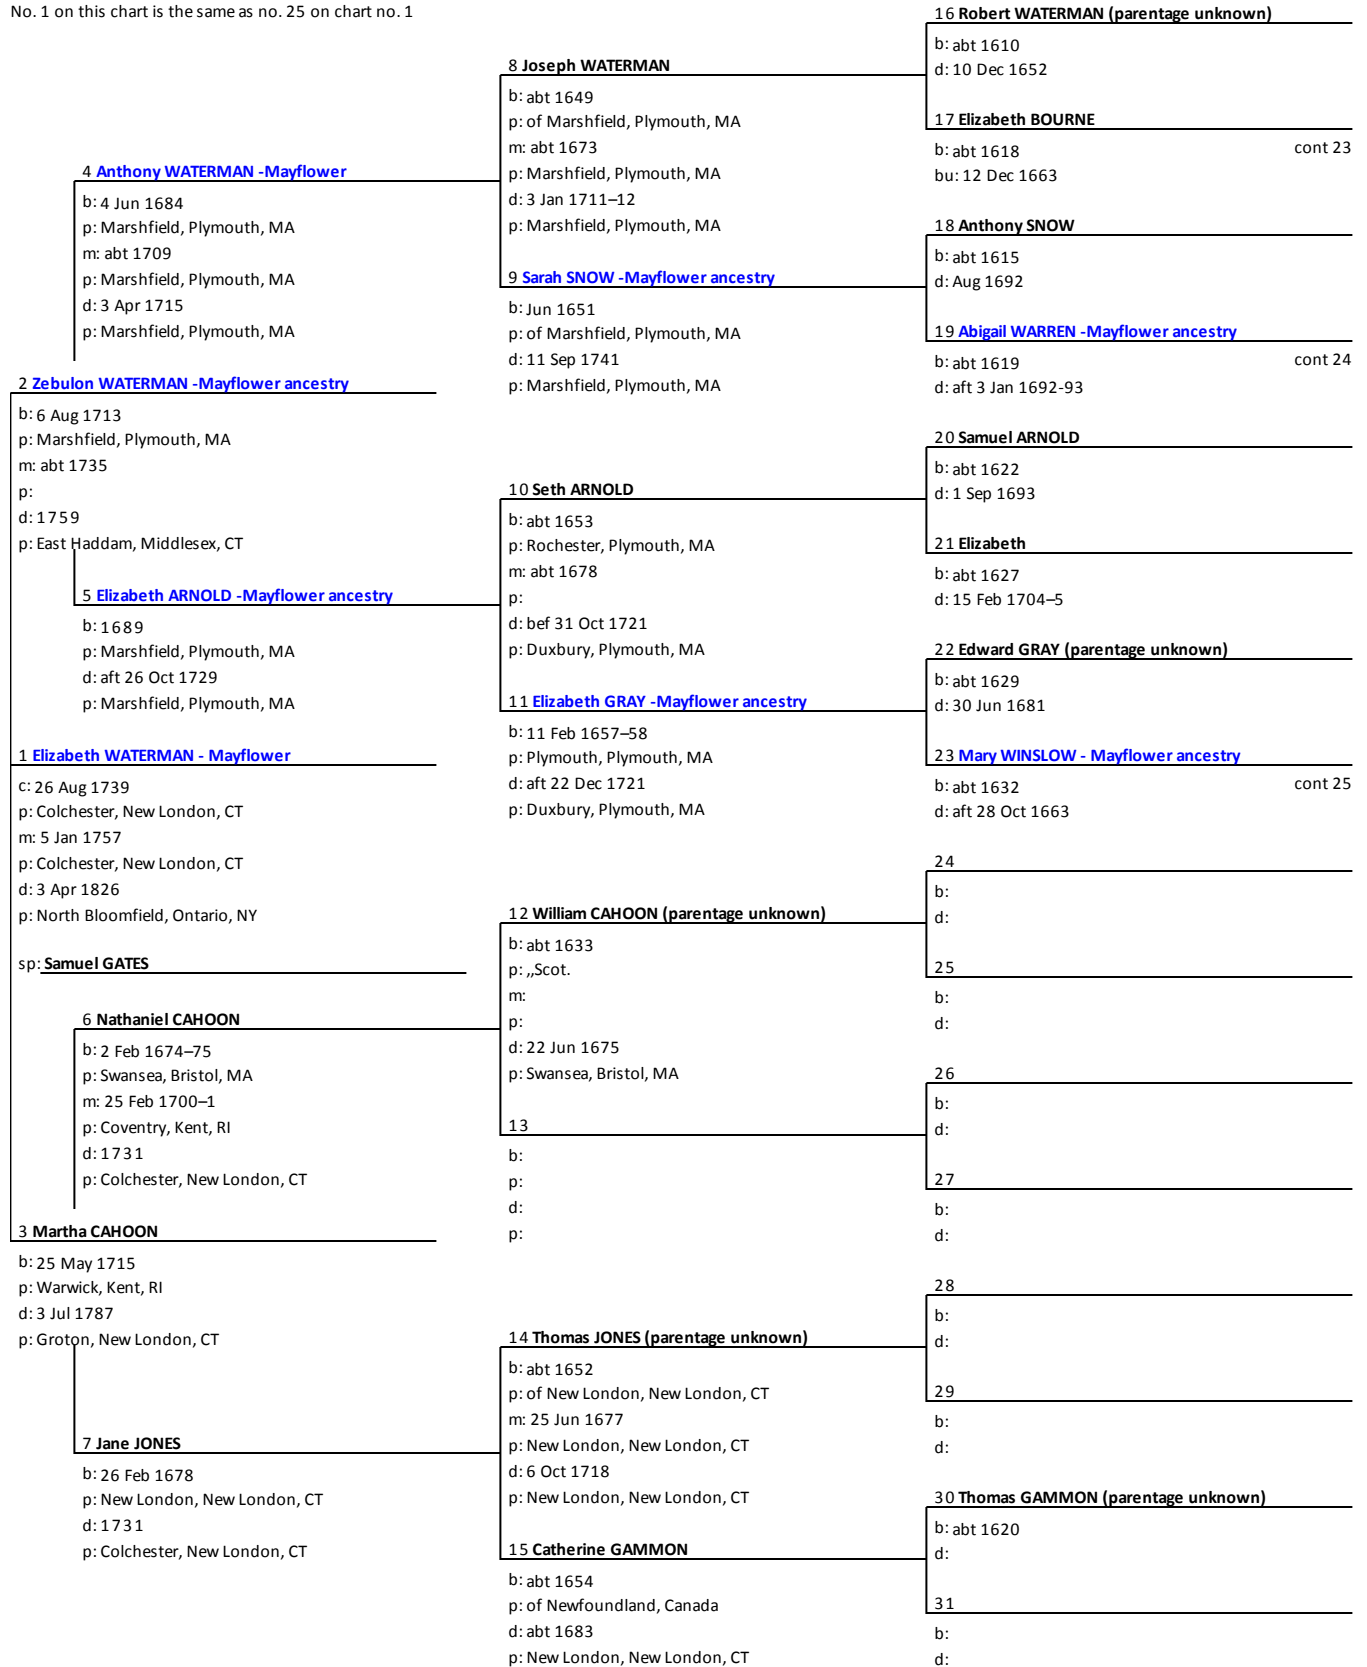 No. 1 on this chart is the same as no. 25 on chart no. 1
16 Robert WATERMAN (parentage unknown)
b: abt 1610
d: 10 Dec 1652
8 Joseph WATERMAN
b: abt 1649
p: of Marshfield, Plymouth, MA
m: abt 1673
p: Marshfield, Plymouth, MA
d: 3 Jan 1711–12
p: Marshfield, Plymouth, MA
17 Elizabeth BOURNE
b: abt 1618 cont 23
bu: 12 Dec 1663
4 Anthony WATERMAN -Mayflower
b: 4 Jun 1684
p: Marshfield, Plymouth, MA
m: abt 1709
p: Marshfield, Plymouth, MA
d: 3 Apr 1715
p: Marshfield, Plymouth, MA
18 Anthony SNOW
b: abt 1615
d: Aug 1692
9 Sarah SNOW -Mayflower ancestry
b: Jun 1651
p: of Marshfield, Plymouth, MA
d: 11 Sep 1741
p: Marshfield, Plymouth, MA
19 Abigail WARREN -Mayflower ancestry
b: abt 1619 cont 24
d: aft 3 Jan 1692-93
2 Zebulon WATERMAN -Mayflower ancestry
b: 6 Aug 1713
p: Marshfield, Plymouth, MA
m: abt 1735
p:
d: 1759
p: East Haddam, Middlesex, CT
20 Samuel ARNOLD
b: abt 1622
d: 1 Sep 1693
10 Seth ARNOLD
b: abt 1653
p: Rochester, Plymouth, MA
m: abt 1678
p:
d: bef 31 Oct 1721
p: Duxbury, Plymouth, MA
21 Elizabeth
b: abt 1627
d: 15 Feb 1704–5
5 Elizabeth ARNOLD -Mayflower ancestry
b: 1689
p: Marshfield, Plymouth, MA
d: aft 26 Oct 1729
p: Marshfield, Plymouth, MA
22 Edward GRAY (parentage unknown)
b: abt 1629
d: 30 Jun 1681
11 Elizabeth GRAY -Mayflower ancestry
b: 11 Feb 1657–58
p: Plymouth, Plymouth, MA
d: aft 22 Dec 1721
p: Duxbury, Plymouth, MA
23 Mary WINSLOW - Mayflower ancestry
b: abt 1632 cont 25
d: aft 28 Oct 1663
1 Elizabeth WATERMAN - Mayflower
c: 26 Aug 1739
p: Colchester, New London, CT
m: 5 Jan 1757
p: Colchester, New London, CT
d: 3 Apr 1826
p: North Bloomfield, Ontario, NY
sp: Samuel GATES
24
b:
d:
12 William CAHOON (parentage unknown)
b: abt 1633
p: ,,Scot.
m:
p:
d: 22 Jun 1675
p: Swansea, Bristol, MA
25
b:
d:
6 Nathaniel CAHOON
b: 2 Feb 1674–75
p: Swansea, Bristol, MA
m: 25 Feb 1700–1
p: Coventry, Kent, RI
d: 1731
p: Colchester, New London, CT
26
b:
d:
13
b:
p:
d:
p:
27
b:
d:
3 Martha CAHOON
b: 25 May 1715
p: Warwick, Kent, RI
d: 3 Jul 1787
p: Groton, New London, CT
28
b:
d:
14 Thomas JONES (parentage unknown)
b: abt 1652
p: of New London, New London, CT
m: 25 Jun 1677
p: New London, New London, CT
d: 6 Oct 1718
p: New London, New London, CT
29
b:
d:
7 Jane JONES
b: 26 Feb 1678
p: New London, New London, CT
d: 1731
p: Colchester, New London, CT
30 Thomas GAMMON (parentage unknown)
b: abt 1620
d:
15 Catherine GAMMON
b: abt 1654
p: of Newfoundland, Canada
d: abt 1683
p: New London, New London, CT
31
b:
d: